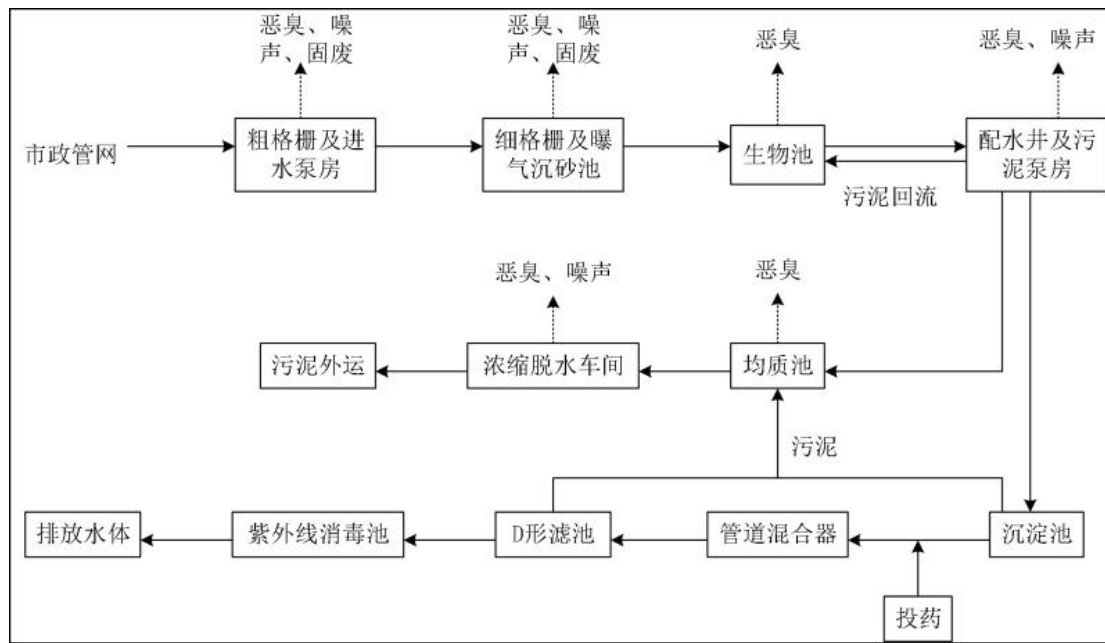 恶臭、噪
声、固废
恶臭、噪
声、固废
恶臭
恶臭、噪声
市政管网
粗格栅及进
水泵房
细格栅及曝
气沉砂池
生物池
配水井及污
泥泵房
污泥回流
恶臭、噪声
恶臭
污泥外运
浓缩脱水车间
均质池
污泥
排放水体
紫外线消毒池
D形滤池
管道混合器
沉淀池
投药